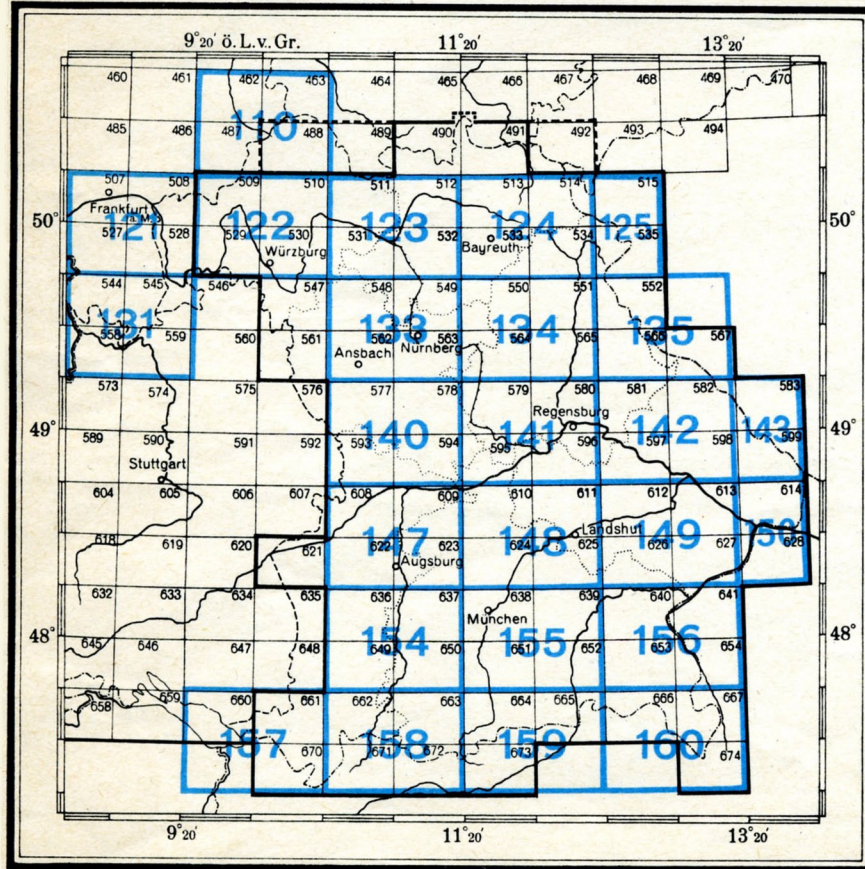 9°20′ ö.L.v.Gr. 11°20′ 13°20′
460 461 462 463 464 465 466 467 468 469 470
110
485 486 487 488 489 490 491 492 493 494
507 508 509 510 511 512 513 514 515
50° Frankfurt a.M. 121 122 123 124 125 50°
527 528 529 530 531 532 533 534 535
Würzburg Bayreuth
544 545 546 547 548 549 550 551 552
131 133 134 135
558 559 560 561 562 563 564 565 566 567
Ansbach Nürnberg
573 574 575 576 577 578 579 580 581 582 583
Regensburg
49° 140 141 142 143 49°
589 590 591 592 593 594 595 596 597 598 599
Stuttgart
604 605 606 607 608 609 610 611 612 613 614
147 148 149 150
Landshut
618 619 620 621 622 623 624 625 626 627 628
Augsburg
632 633 634 635 636 637 638 639 640 641
München
48° 154 155 156 48°
645 646 647 648 649 650 651 652 653 654
658 659 660 661 662 663 664 665 666 667
157 158 159 160
670 671 672 673 674
9°20′ 11°20′ 13°20′